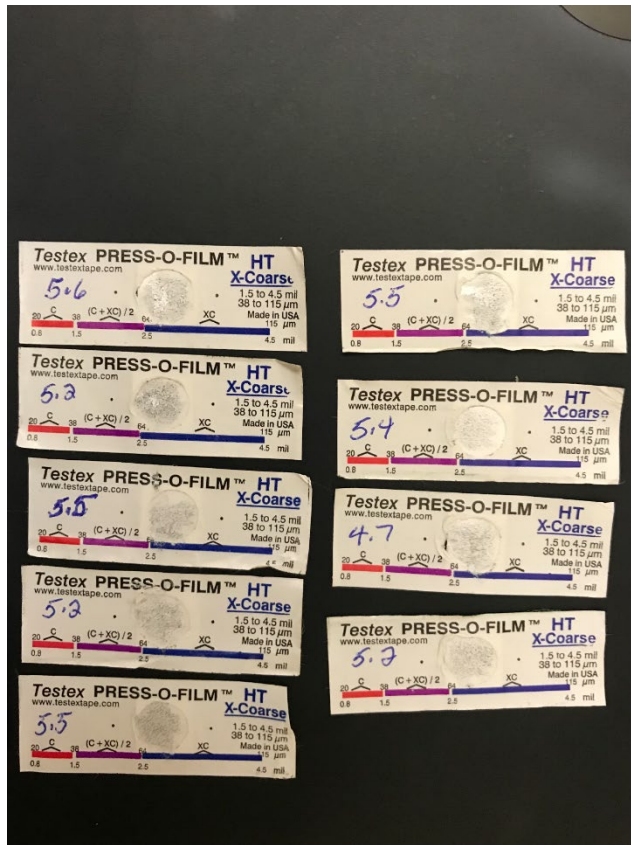 Testex PRESS-O-FILM™ HT
www.testextape.com X-Coarse
5.6 1.5 to 4.5 mil
38 to 115 µm
Made in USA
20 C 38 (C + XC) / 2 64 XC 115 µm
0.8 1.5 2.5 4.5 mil
Testex PRESS-O-FILM™ HT
www.testextape.com X-Coarse
5.2 1.5 to 4.5 mil
38 to 115 µm
Made in USA
20 C 38 (C + XC) / 2 64 XC 115 µm
0.8 1.5 2.5 4.5 mil
Testex PRESS-O-FILM™ HT
www.testextape.com X-Coarse
5.5 1.5 to 4.5 mil
38 to 115 µm
Made in USA
20 C 38 (C + XC) / 2 64 XC 115 µm
0.8 1.5 2.5 4.5 mil
Testex PRESS-O-FILM™ HT
www.testextape.com X-Coarse
5.2 1.5 to 4.5 mil
38 to 115 µm
Made in USA
20 C 38 (C + XC) / 2 64 XC 115 µm
0.8 1.5 2.5 4.5 mil
Testex PRESS-O-FILM™ HT
www.testextape.com X-Coarse
5.5 1.5 to 4.5 mil
38 to 115 µm
Made in USA
20 C 38 (C + XC) / 2 64 XC 115 µm
0.8 1.5 2.5 4.5 mil
Testex PRESS-O-FILM™ HT
www.testextape.com X-Coarse
5.5 1.5 to 4.5 mil
38 to 115 µm
Made in USA
20 C 38 (C + XC) / 2 64 XC 115 µm
0.8 1.5 2.5 4.5 mil
Testex PRESS-O-FILM™ HT
www.testextape.com X-Coarse
5.4 1.5 to 4.5 mil
38 to 115 µm
Made in USA
20 C 38 (C + XC) / 2 64 XC 115 µm
0.8 1.5 2.5 4.5 mil
Testex PRESS-O-FILM™ HT
www.testextape.com X-Coarse
4.7 1.5 to 4.5 mil
38 to 115 µm
Made in USA
20 C 38 (C + XC) / 2 64 XC 115 µm
0.8 1.5 2.5 4.5 mil
Testex PRESS-O-FILM™ HT
www.testextape.com X-Coarse
5.2 1.5 to 4.5 mil
38 to 115 µm
Made in USA
20 C 38 (C + XC) / 2 64 XC 115 µm
0.8 1.5 2.5 4.5 mil